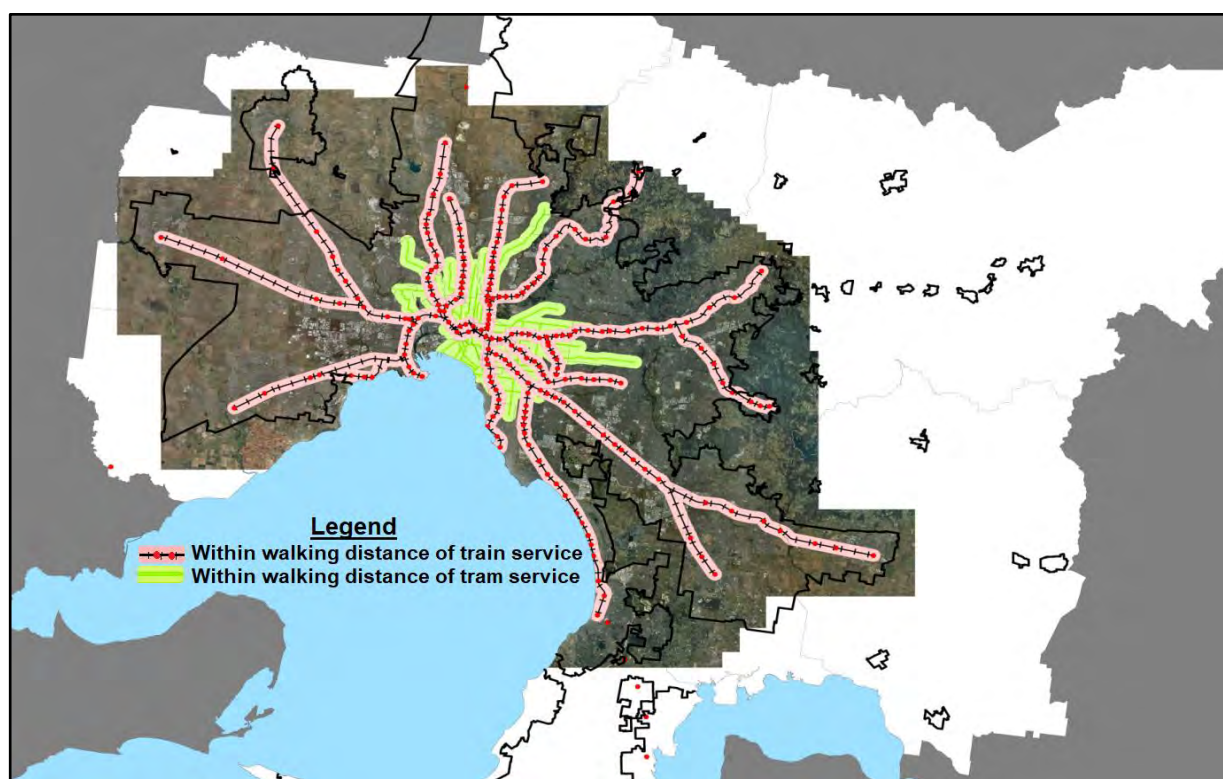 Legend
Within walking distance of train service
Within walking distance of tram service